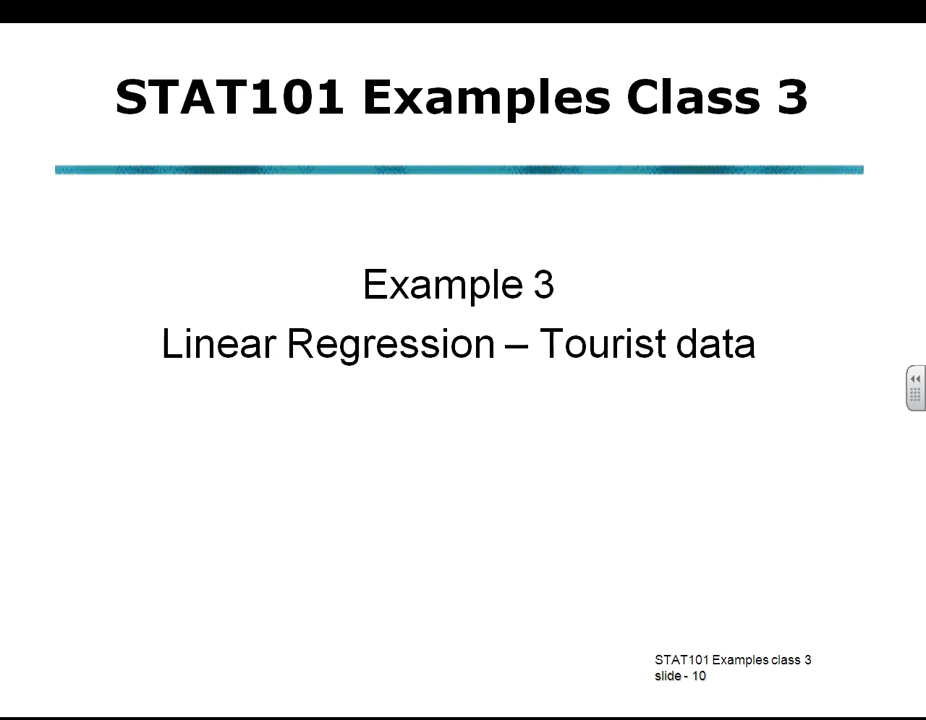 STAT101 Examples Class 3
Example 3
Linear Regression – Tourist data
STAT101 Examples class 3
slide - 10